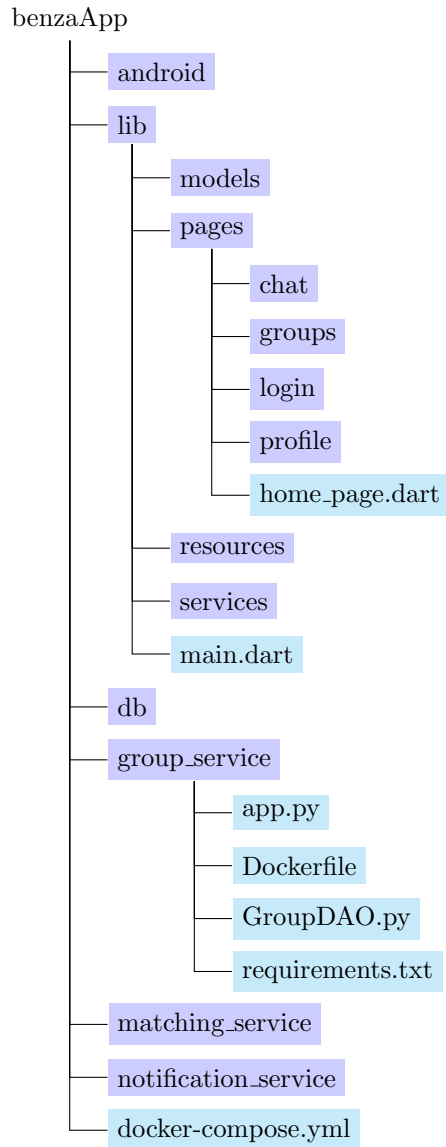 benzaApp
android
lib
models
pages
chat
groups
login
profile
home_page.dart
resources
services
main.dart
db
group_service
app.py
Dockerfile
GroupDAO.py
requirements.txt
matching_service
notification_service
docker-compose.yml